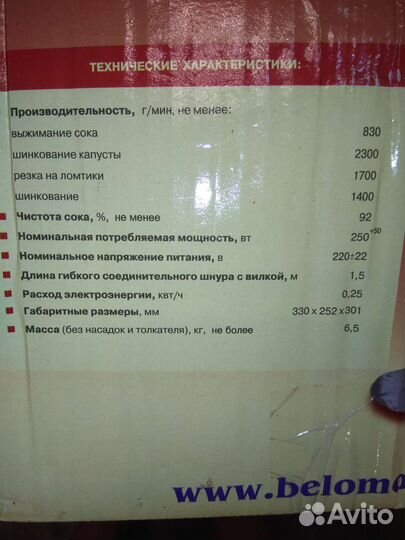 ТЕХНИЧЕСКИЕ ХАРАКТЕРИСТИКИ:
Производительность, г/мин, не менее:
выжимание сока 830
шинкование капусты 2300
резка на ломтики 1700
шинкование 1400
Чистота сока, %, не менее 92
Номинальная потребляемая мощность, вт 250+50
Номинальное напряжение питания, в 220±22
Длина гибкого соединительного шнура с вилкой, м 1,5
Расход электроэнергии, квт/ч 0,25
Габаритные размеры, мм 330 x 252 x 301
Масса (без насадок и толкателя), кг, не более 6,5
www.belom
Avito